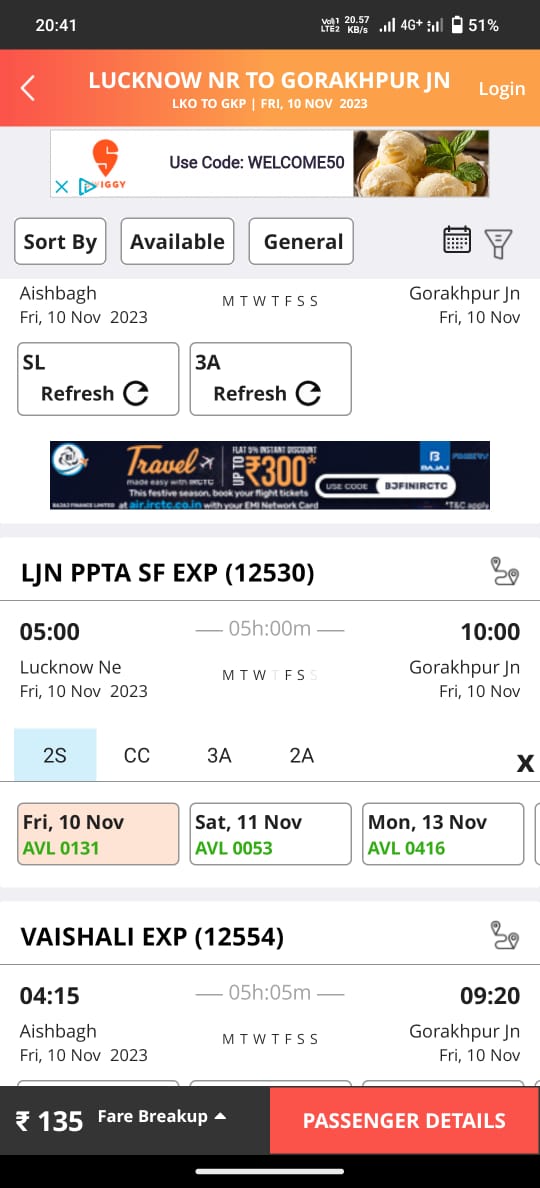 20:41
Vo)) 1 LTE2 20.57 KB/s 4G+ 51%
LUCKNOW NR TO GORAKHPUR JN
Login
LKO TO GKP | FRI, 10 NOV 2023
Use Code: WELCOME50
WIGGY
Sort By Available General
Aishbagh M T W T F S S Gorakhpur Jn
Fri, 10 Nov 2023 Fri, 10 Nov
SL 3A
Refresh Refresh
Travel
made easy with IRCTC
FLAT 5% INSTANT DISCOUNT
UP TO ₹300*
This festive season, book your flight tickets
at air.irctc.co.in with your EMI Network Card
BAJAJ FINANCE LIMITED
B
BAJAJ
USE CODE BJFINIRCTC
*T&C apply
LJN PPTA SF EXP (12530)
05:00 05h:00m 10:00
Lucknow Ne M T W T F S S Gorakhpur Jn
Fri, 10 Nov 2023 Fri, 10 Nov
2S CC 3A 2A X
Fri, 10 Nov Sat, 11 Nov Mon, 13 Nov
AVL 0131 AVL 0053 AVL 0416
VAISHALI EXP (12554)
04:15 05h:05m 09:20
Aishbagh M T W T F S S Gorakhpur Jn
Fri, 10 Nov 2023 Fri, 10 Nov
₹ 135 Fare Breakup PASSENGER DETAILS